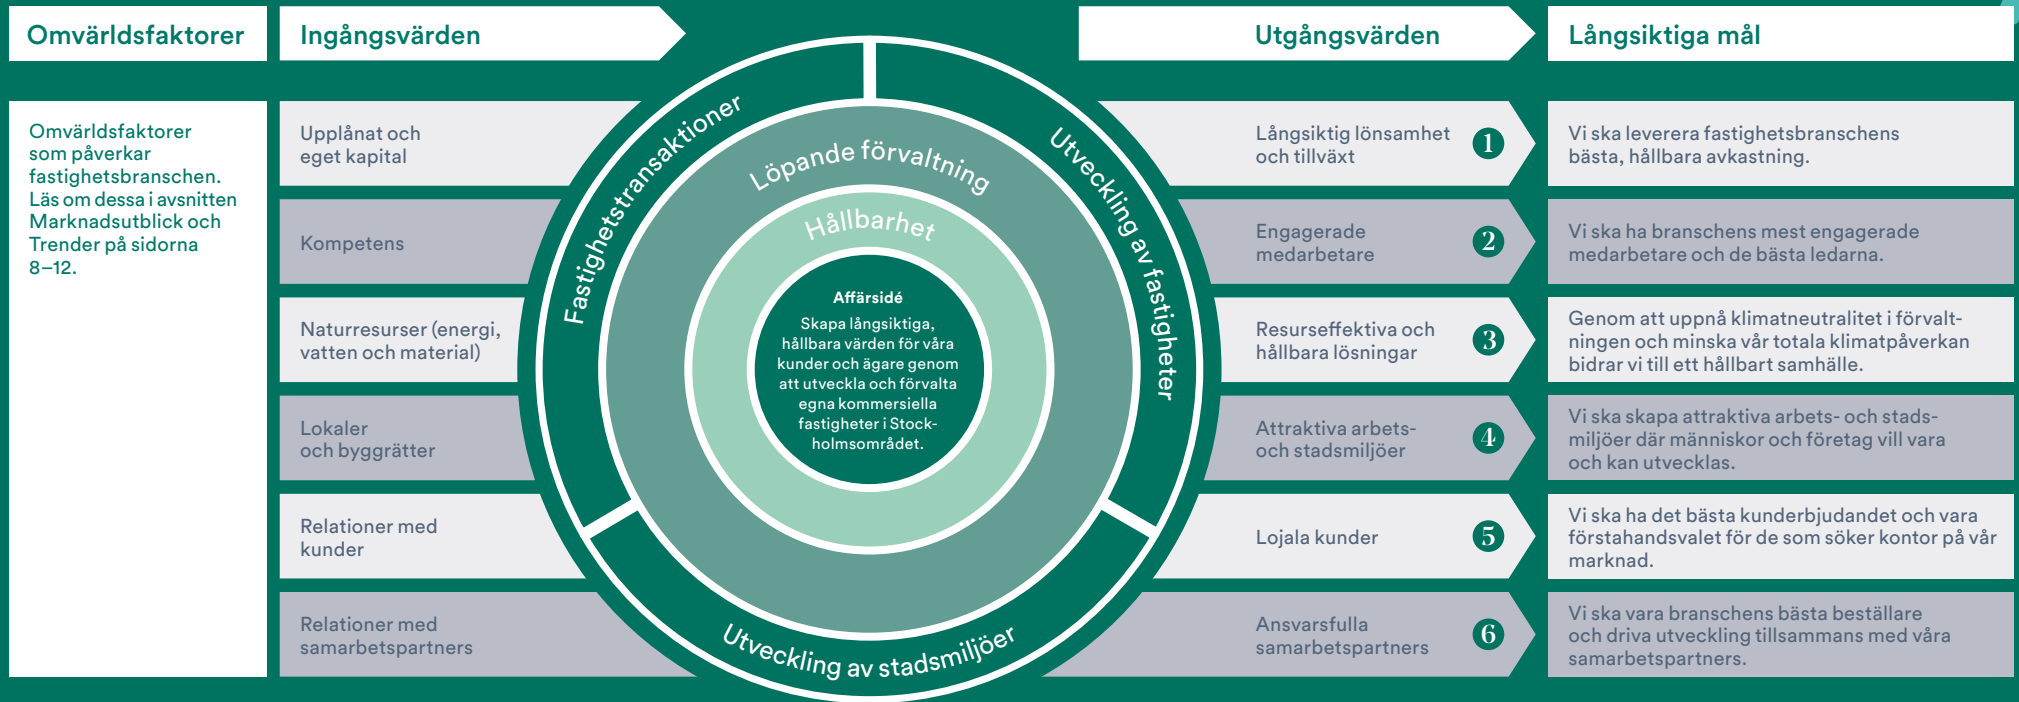 Omvärldsfaktorer
Ingångsvärden
Utgångsvärden
Långsiktiga mål
Omvärldsfaktorer
som påverkar
fastighetsbranschen.
Läs om dessa i avsnitten
Marknadsutblick och
Trender på sidorna
8–12.
Upplånat och
eget kapital
Kompetens
Naturresurser (energi,
vatten och material)
Lokaler
och byggrätter
Relationer med
kunder
Relationer med
samarbetspartners
Fastighetstransaktioner
Utveckling av fastigheter
Utveckling av stadsmiljöer
Löpande förvaltning
Hållbarhet
Affärsidé
Skapa långsiktiga,
hållbara värden för våra
kunder och ägare genom
att utveckla och förvalta
egna kommersiella
fastigheter i Stock-
holmsområdet.
Långsiktig lönsamhet
och tillväxt
1
Engagerade
medarbetare
2
Resurseffektiva och
hållbara lösningar
3
Attraktiva arbets-
och stadsmiljöer
4
Lojala kunder
5
Ansvarsfulla
samarbetspartners
6
Vi ska leverera fastighetsbranschens
bästa, hållbara avkastning.
Vi ska ha branschens mest engagerade
medarbetare och de bästa ledarna.
Genom att uppnå klimatneutralitet i förvalt-
ningen och minska vår totala klimatpåverkan
bidrar vi till ett hållbart samhälle.
Vi ska skapa attraktiva arbets- och stads-
miljöer där människor och företag vill vara
och kan utvecklas.
Vi ska ha det bästa kunderbjudandet och vara
förstahandsvalet för de som söker kontor på vår
marknad.
Vi ska vara branschens bästa beställare
och driva utveckling tillsammans med våra
samarbetspartners.